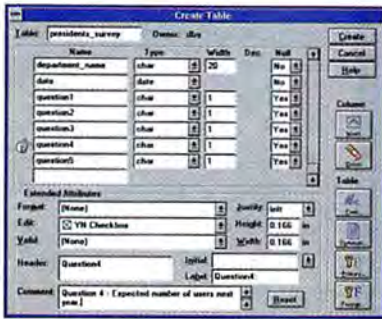 Create Table
Table: presidents_survey Owner: dba Create
Cancel
Help
Name Type Width Dec Null
department_name char 20 No
date date No
question1 char 1 Yes
question2 char 1 Yes
question3 char 1 Yes
question4 char 1 Yes
question5 char 1 Yes
Column
Table
Extended Attributes
Format: (None) Justify: left
Edit: YN Checkbox Height: 0.166 in
Valid: (None) Width: 0.166 in
Header: Question4 Initial:
Label: Question4:
Comment: Question 4 - Expected number of users next
year. Reset